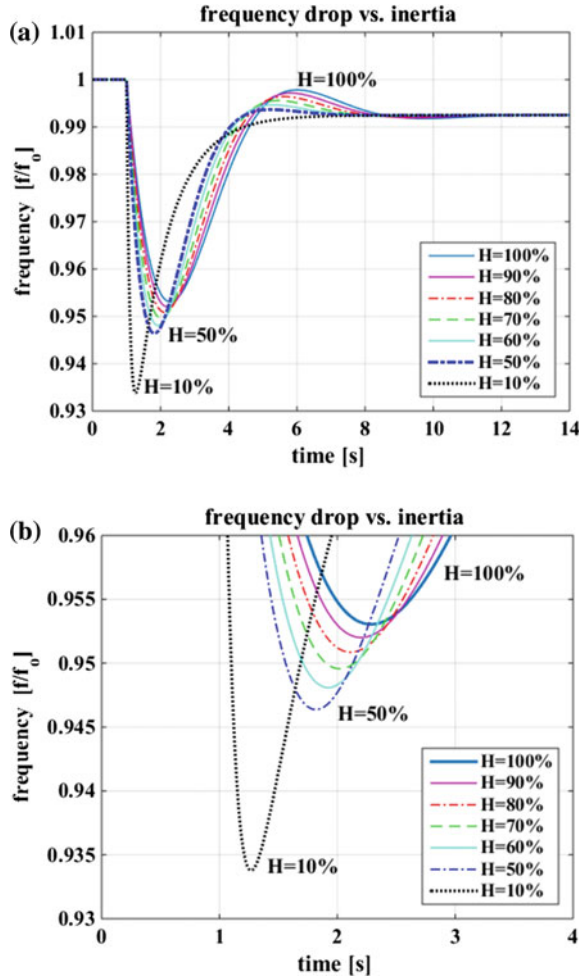 (a)
frequency drop vs. inertia
1.01
1
0.99
0.98
0.97
0.96
0.95
0.94
0.93
frequency [f/fo]
H=100%
H=50%
H=10%
H=100%
H=90%
H=80%
H=70%
H=60%
H=50%
H=10%
0 2 4 6 8 10 12 14
time [s]
(b)
frequency drop vs. inertia
0.96
0.955
0.95
0.945
0.94
0.935
0.93
frequency [f/fo]
H=100%
H=50%
H=10%
H=100%
H=90%
H=80%
H=70%
H=60%
H=50%
H=10%
0 1 2 3 4
time [s]